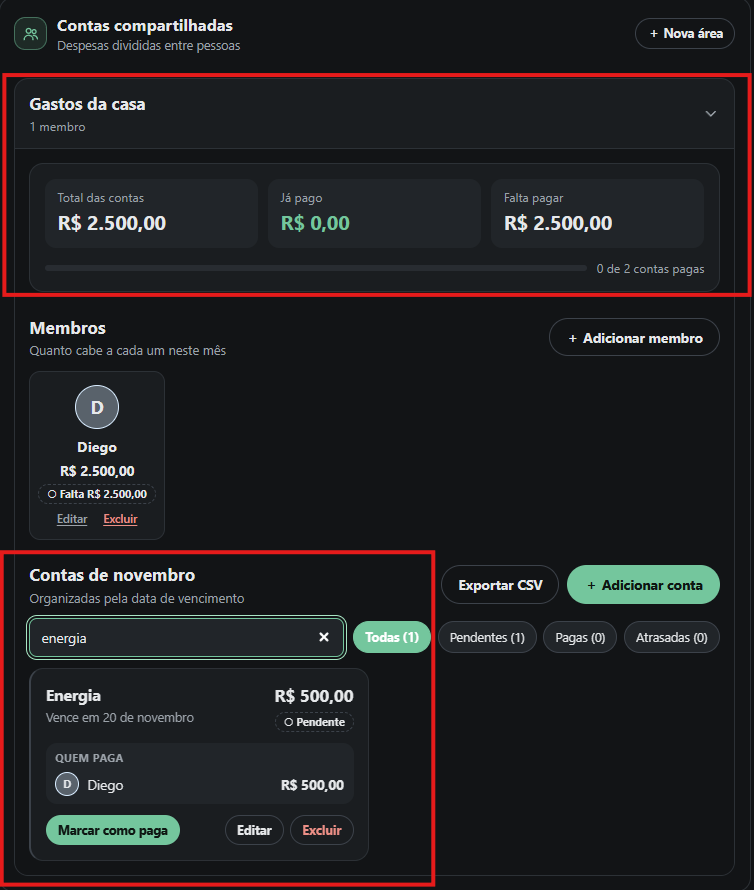 Contas compartilhadas
Despesas divididas entre pessoas
+ Nova área
Gastos da casa
1 membro
Total das contas
R$ 2.500,00
Já pago
R$ 0,00
Falta pagar
R$ 2.500,00
0 de 2 contas pagas
Membros
Quanto cabe a cada um neste mês
+ Adicionar membro
D
Diego
R$ 2.500,00
Falta R$ 2.500,00
Editar Excluir
Contas de novembro
Organizadas pela data de vencimento
Exportar CSV
+ Adicionar conta
energia
Todas (1)
Pendentes (1)
Pagas (0)
Atrasadas (0)
Energia
R$ 500,00
Vence em 20 de novembro
Pendente
QUEM PAGA
D Diego
R$ 500,00
Marcar como paga
Editar
Excluir